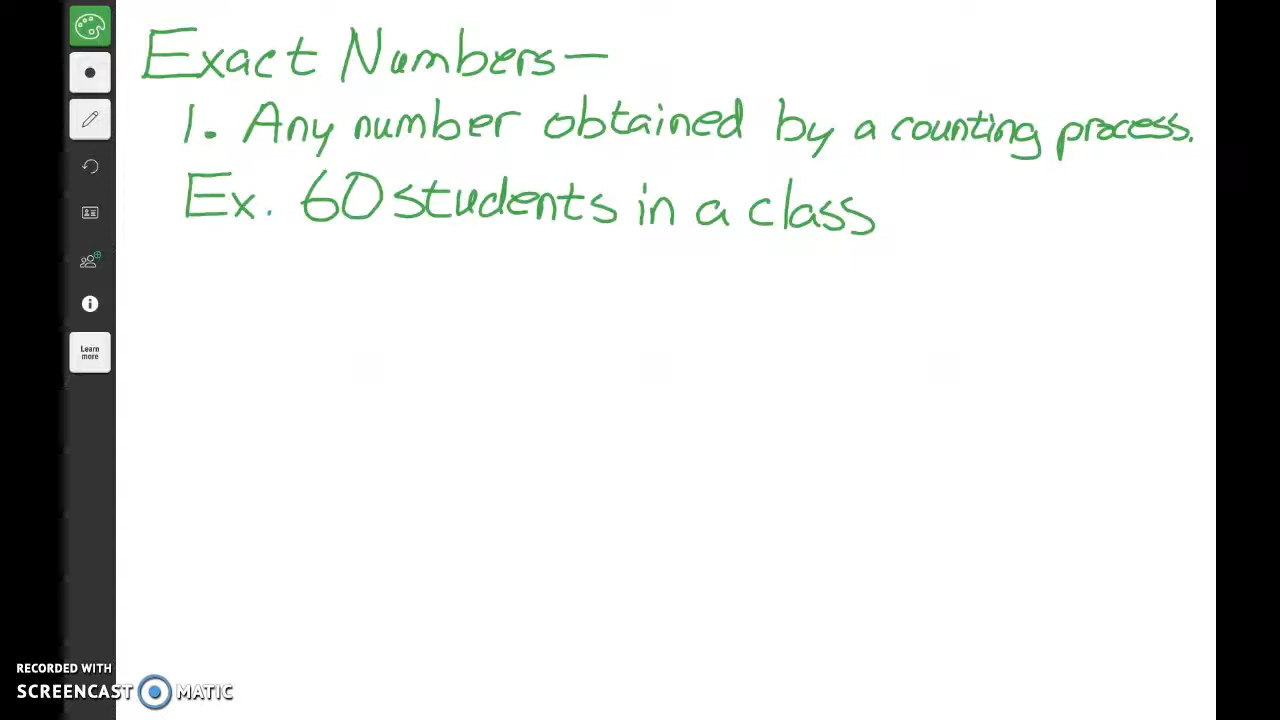 Exact Numbers—
1. Any number obtained by a counting process.
Ex. 60 students in a class
Learn
more
RECORDED WITH
SCREENCAST MATIC